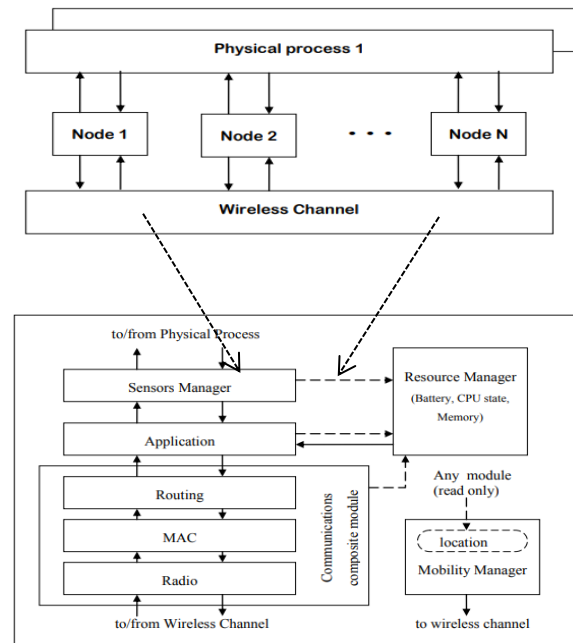 Physical process 1
Node 1
Node 2
• • •
Node N
Wireless Channel
to/from Physical Process
Sensors Manager
Resource Manager
(Battery, CPU state,
Memory)
Application
Routing
MAC
Radio
Communications
composite module
Any module
(read only)
location
Mobility Manager
to/from Wireless Channel
to wireless channel